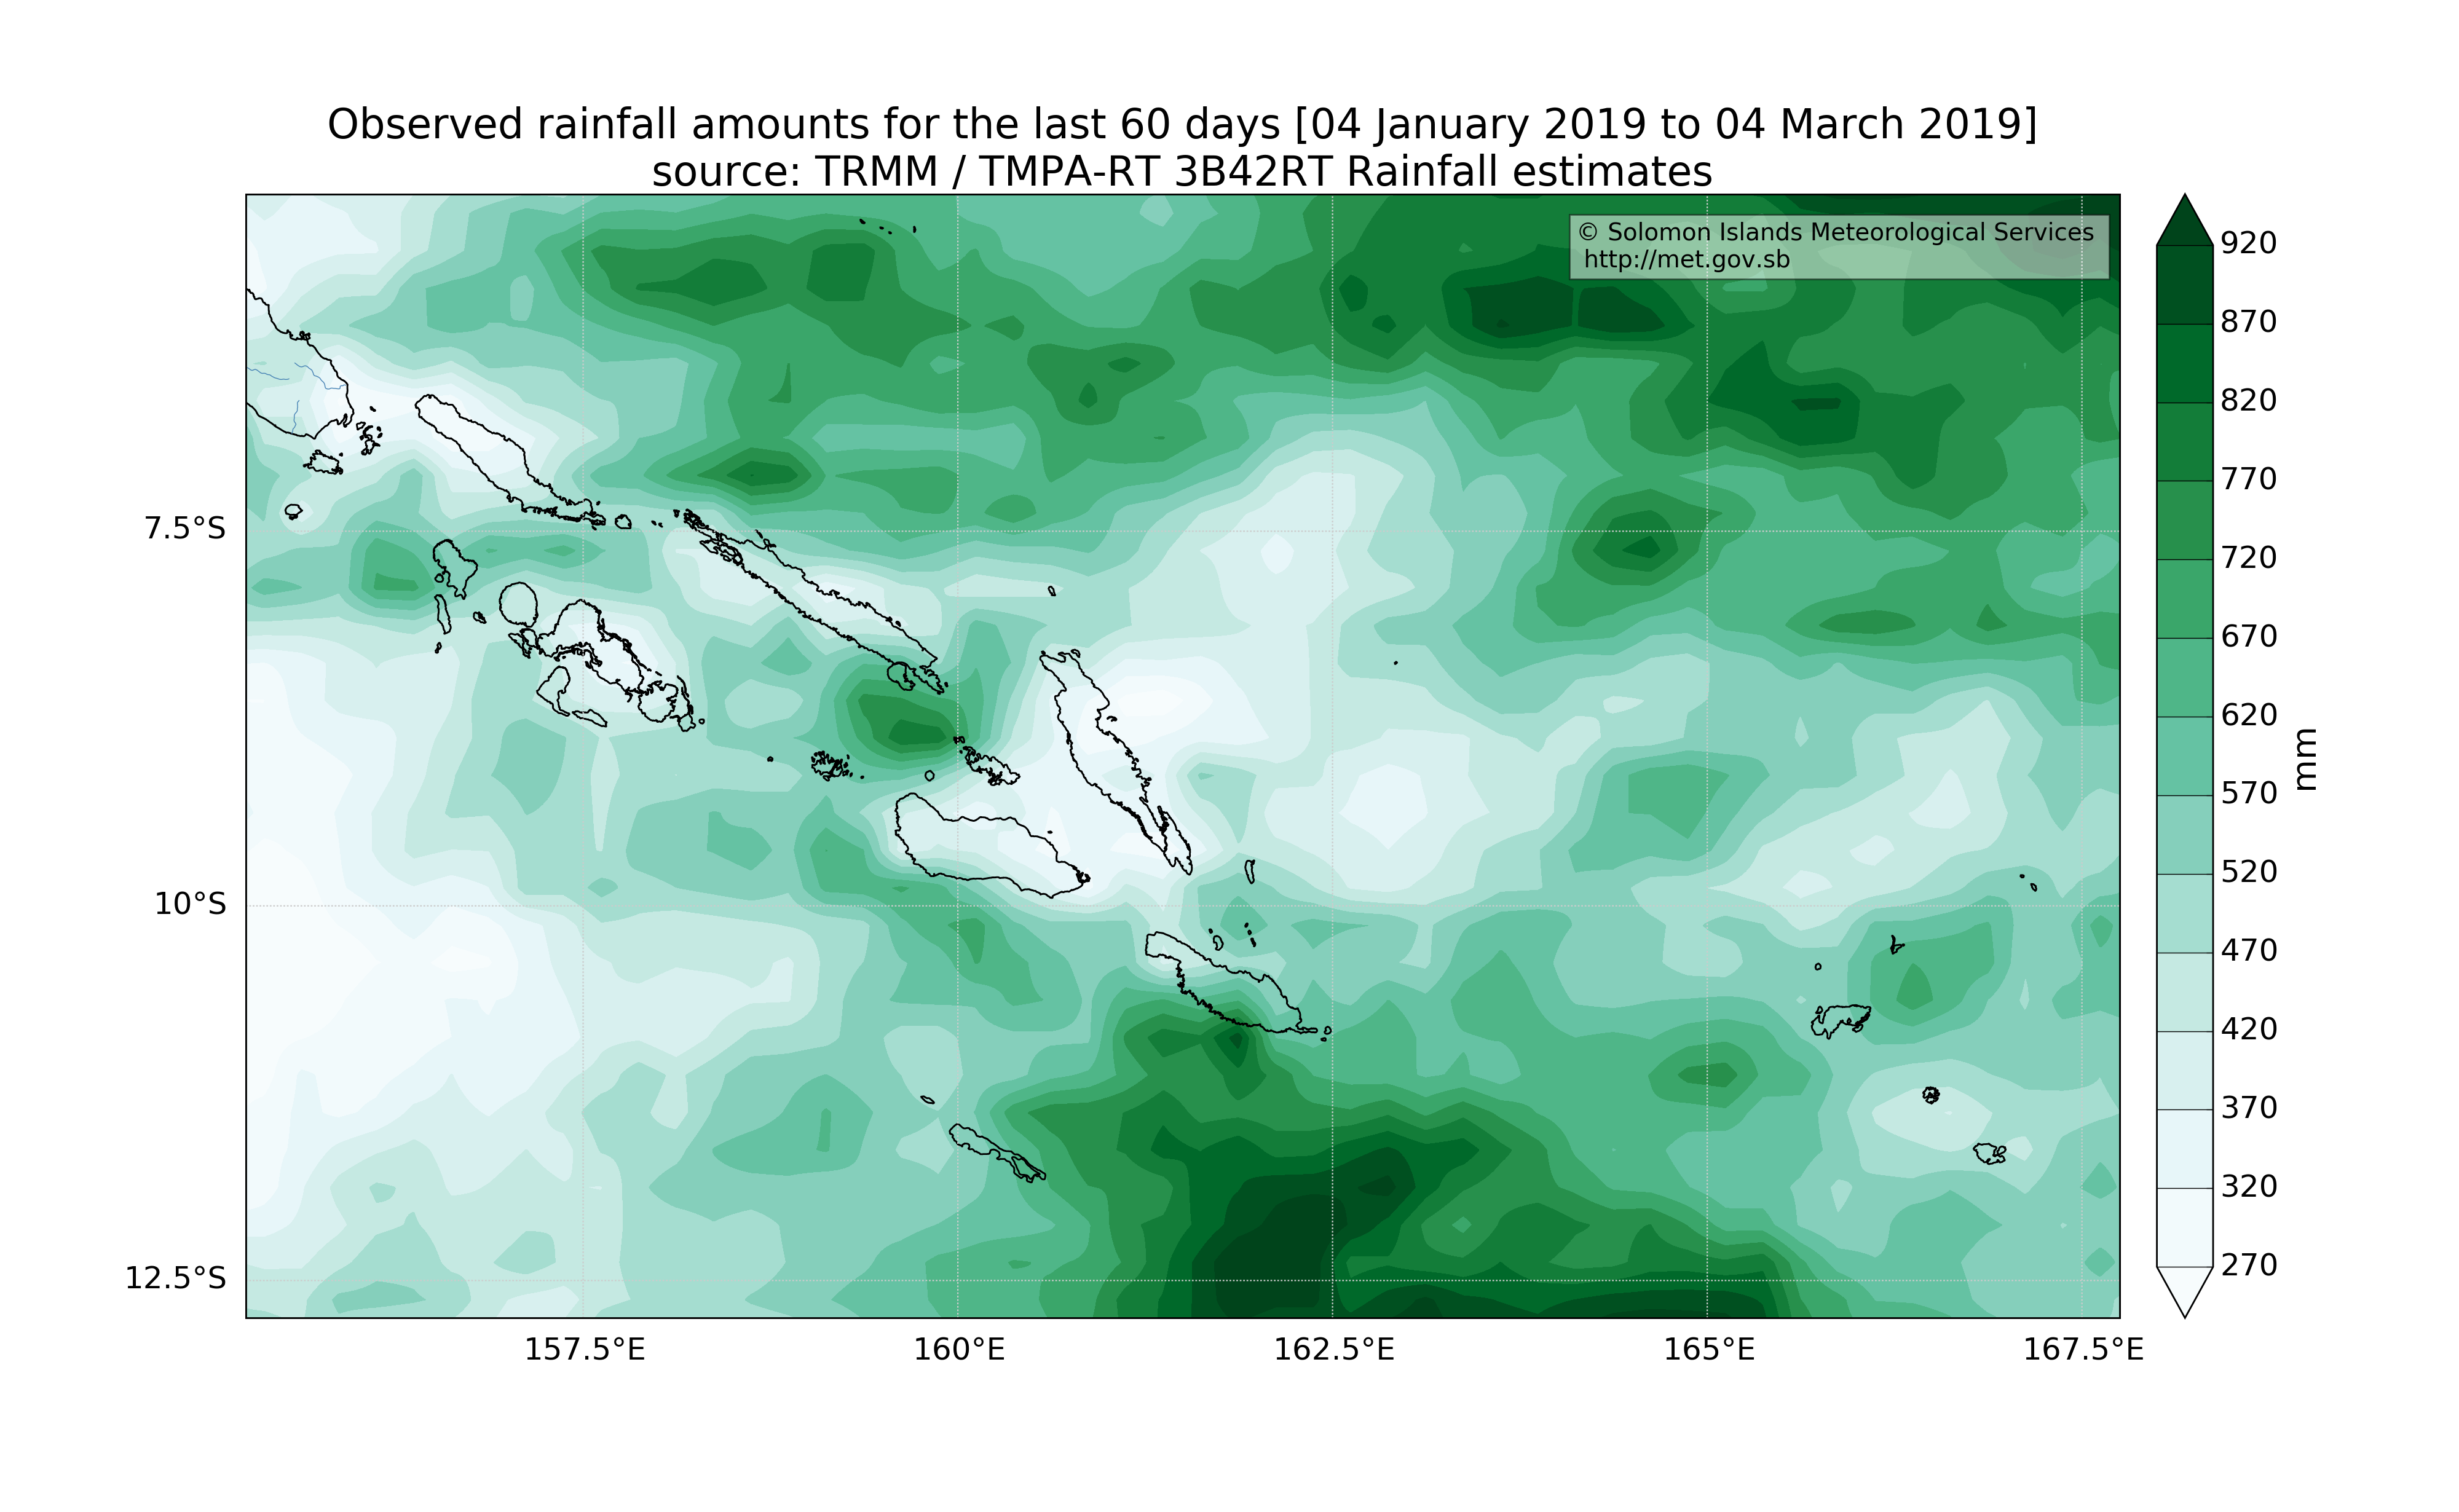 Observed rainfall amounts for the last 60 days [04 January 2019 to 04 March 2019]
source: TRMM / TMPA-RT 3B42RT Rainfall estimates
© Solomon Islands Meteorological Services
http://met.gov.sb
920
870
820
770
720
670
620
570
520
470
420
370
320
270
mm
7.5°S
10°S
12.5°S
157.5°E
160°E
162.5°E
165°E
167.5°E